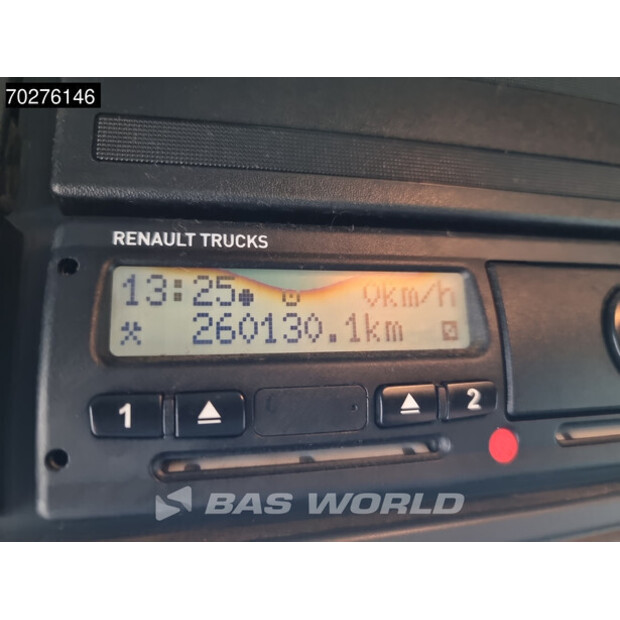 70276146
RENAULT TRUCKS
13:25 0km/h
260130.1km
1 2
BAS WORLD